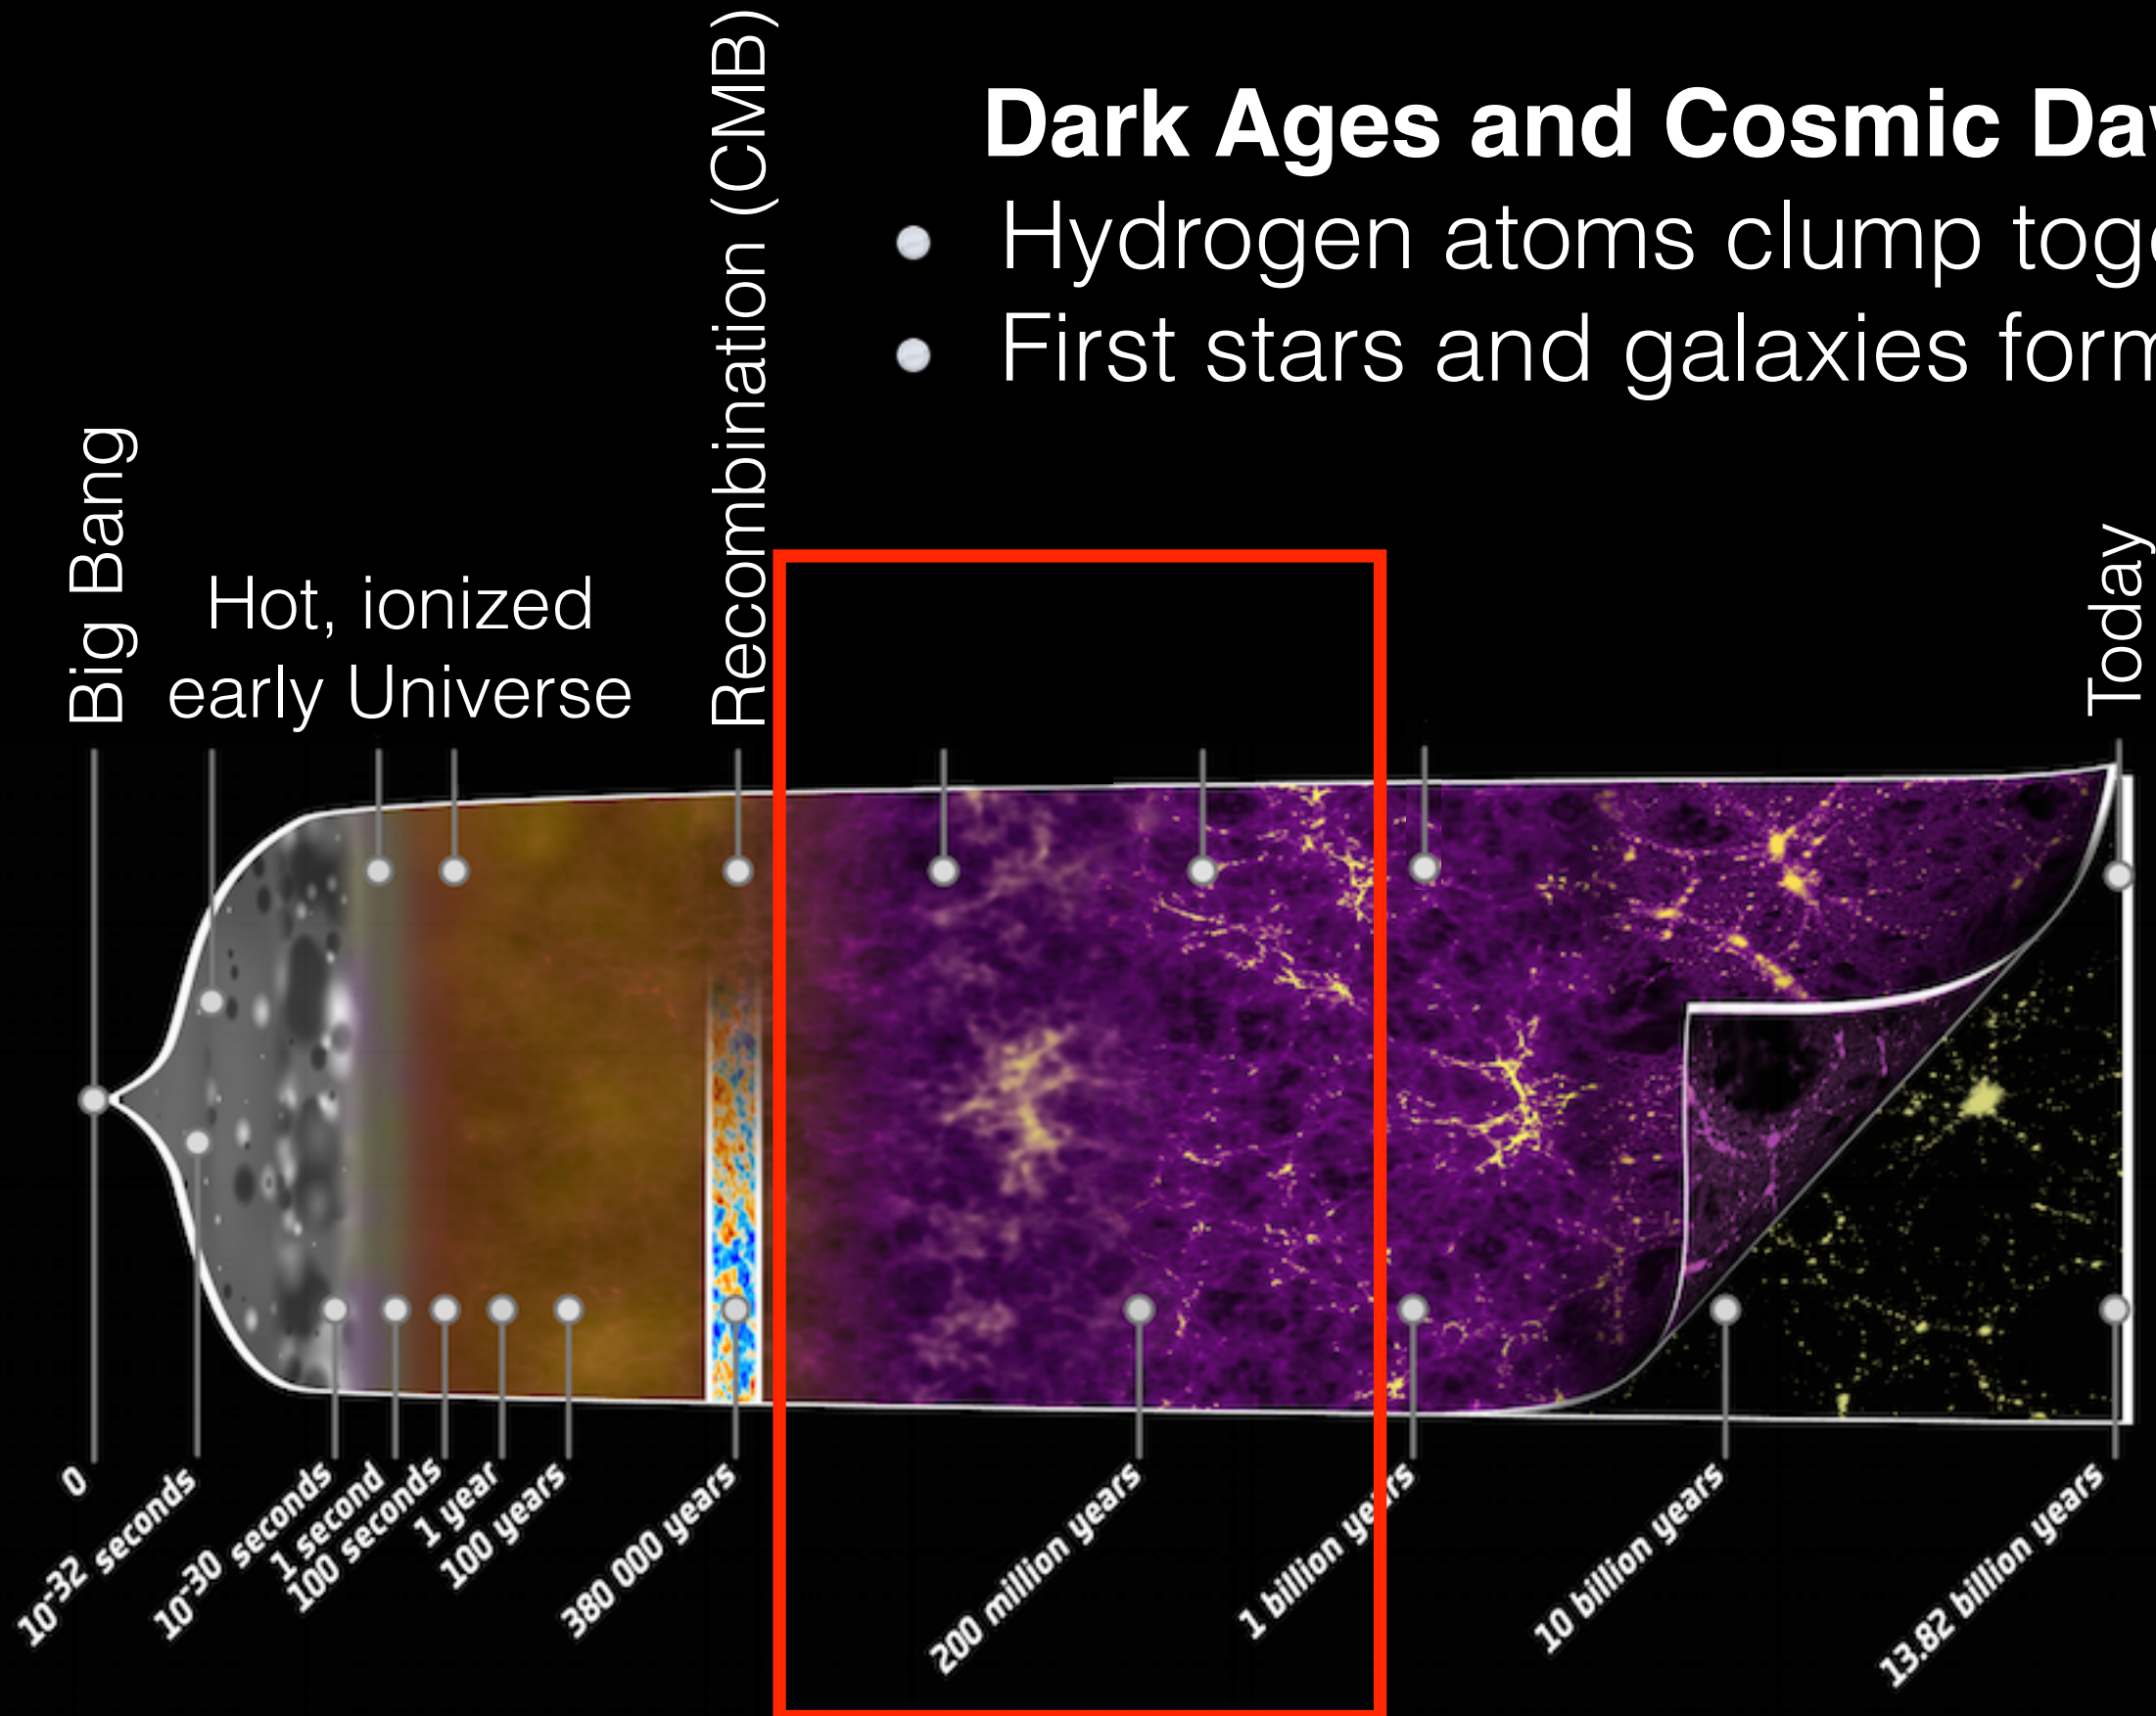 Dark Ages and Cosmic Da
Hydrogen atoms clump tog
First stars and galaxies form
Big Bang
Hot, ionized
early Universe
Recombination (CMB)
Today
0
10-32 seconds
10-30 seconds
1 second
100 seconds
1 year
100 years
380 000 years
200 million years
1 billion years
10 billion years
13.82 billion years